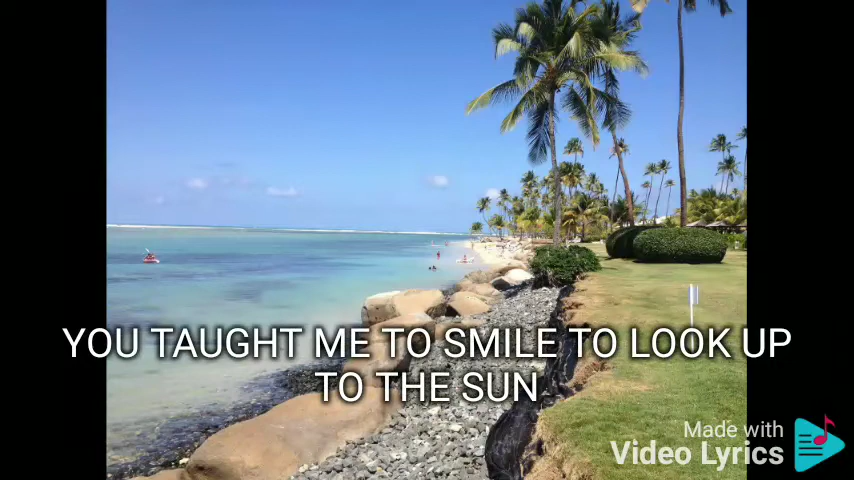 YOU TAUGHT ME TO SMILE TO LOOK UP
TO THE SUN
Made with
Video Lyrics